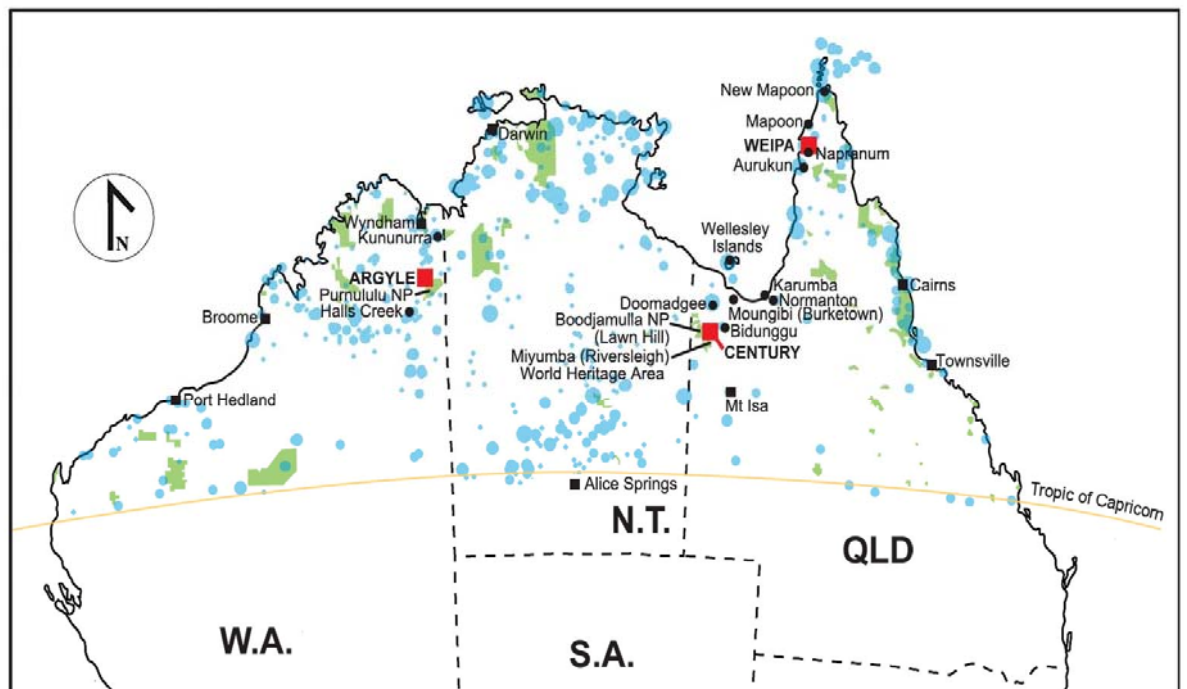 New Mapoon
Mapoon
WEIPA
Napranum
Aurukun
Darwin
Wyndham
Kununurra
Wellesley
Islands
ARGYLE
Purnululu NP
Halls Creek
Broome
Karumba
Normanton
Doomadgee
Moungibi (Burketown)
Boodjamulla NP
(Lawn Hill)
Bidunggu
CENTURY
Miyumba (Riversleigh)
World Heritage Area
Cairns
Townsville
Port Hedland
Mt Isa
Alice Springs
Tropic of Capricorn
N
N.T.
QLD
W.A.
S.A.